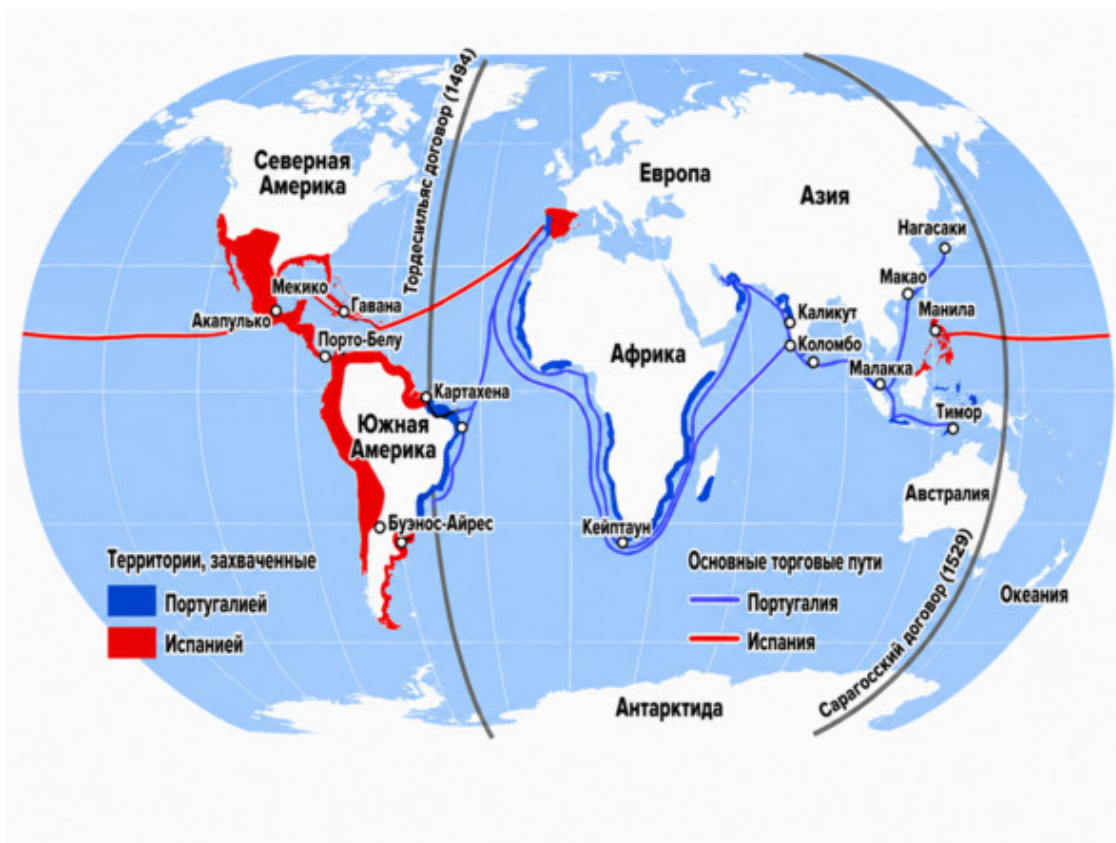 Тордесильяс договор (1494)
Северная
Америка
Европа
Азия
Нагасаки
Мекико
Гавана
Макао
Акапулько
Манила
Каликут
Порто-Белу
Африка
Коломбо
Малакка
Картахена
Тимор
Южная
Америка
Австралия
Буэнос-Айрес
Кейптаун
Территории, захваченные
Португалией
Испанией
Основные торговые пути
Португалия
Испания
Сарагосский договор (1529)
Океания
Антарктида